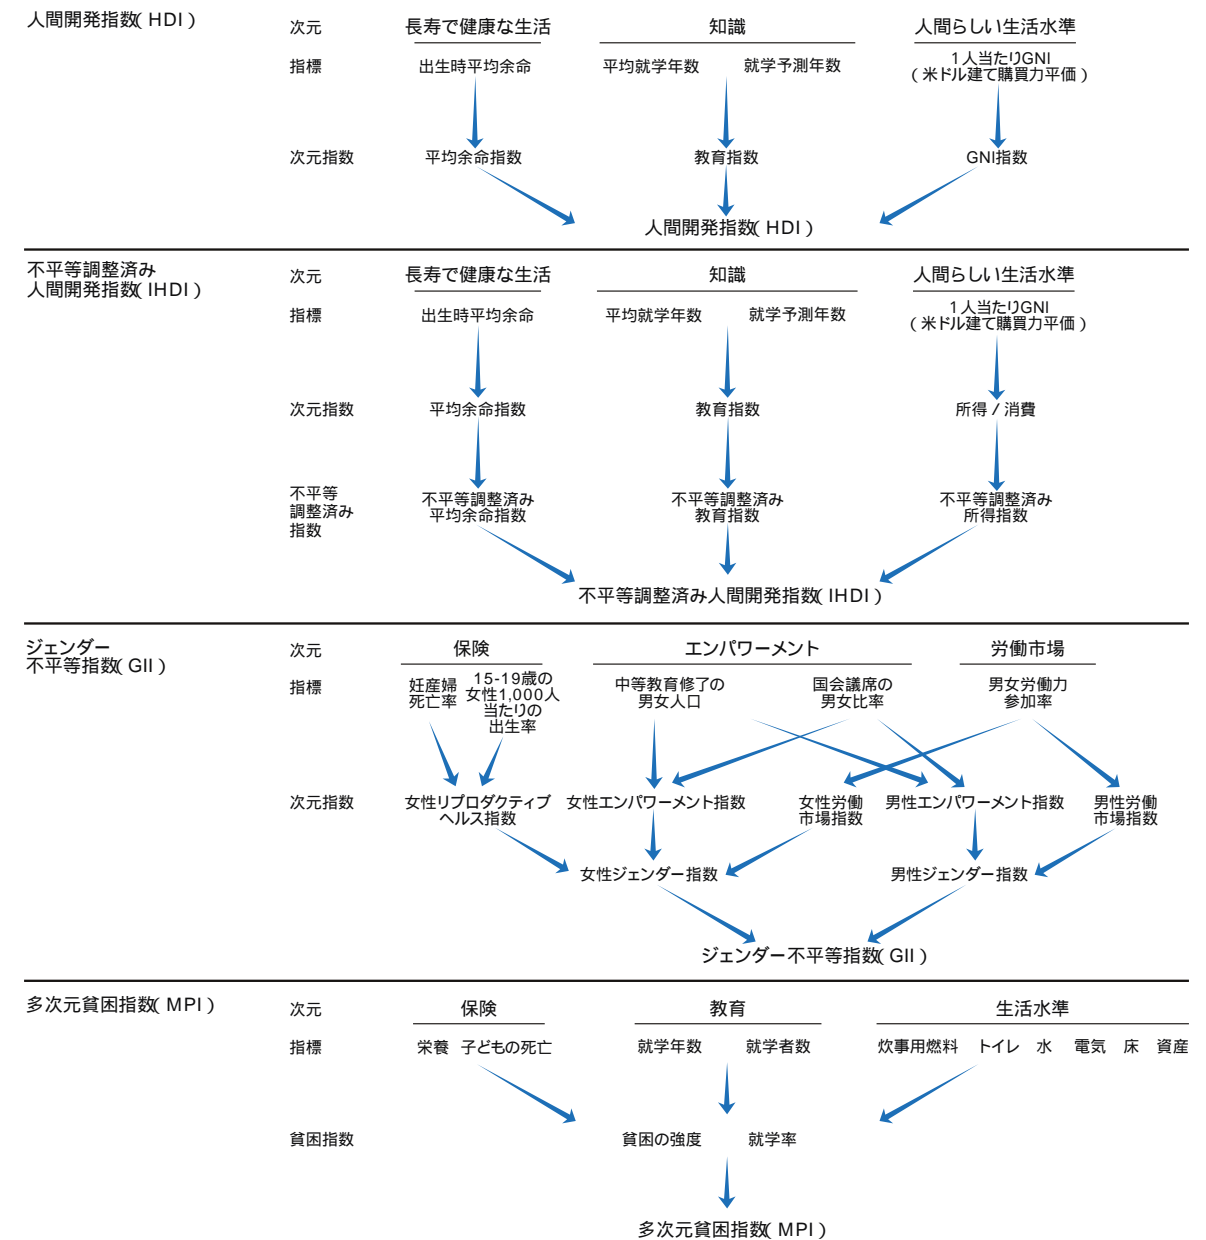 人間開発指数(HDI)
次元 長寿で健康な生活 知識 人間らしい生活水準
指標 出生時平均余命 平均就学年数 就学予測年数 1人当たりGNI
(米ドル建て購買力平価)
次元指数 平均余命指数 教育指数 GNI指数
人間開発指数(HDI)
不平等調整済み
人間開発指数(IHDI)
次元 長寿で健康な生活 知識 人間らしい生活水準
指標 出生時平均余命 平均就学年数 就学予測年数 1人当たりGNI
(米ドル建て購買力平価)
次元指数 平均余命指数 教育指数 所得/消費
不平等
調整済み
指数
不平等調整済み
平均余命指数
不平等調整済み
教育指数
不平等調整済み
所得指数
不平等調整済み人間開発指数(IHDI)
ジェンダー
不平等指数(GII)
次元 保険 エンパワーメント 労働市場
指標
妊産婦
死亡率
15-19歳の
女性1,000人
当たりの
出生率
中等教育修了の
男女人口
国会議席の
男女比率
男女労働力
参加率
次元指数
女性リプロダクティブ
ヘルス指数
女性エンパワーメント指数
女性労働
市場指数
男性エンパワーメント指数
男性労働
市場指数
女性ジェンダー指数 男性ジェンダー指数
ジェンダー不平等指数(GII)
多次元貧困指数(MPI)
次元 保険 教育 生活水準
指標 栄養 子どもの死亡 就学年数 就学者数 炊事用燃料 トイレ 水 電気 床 資産
貧困指数 貧困の強度 就学率
多次元貧困指数(MPI)